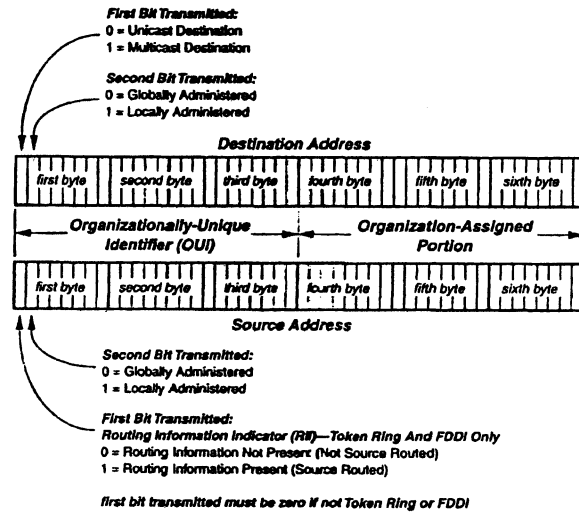 First Bit Transmitted:
0 = Unicast Destination
1 = Multicast Destination
Second Bit Transmitted:
0 = Globally Administered
1 = Locally Administered
Destination Address
first byte second byte third byte fourth byte fifth byte sixth byte
Organizationally-Unique Identifier (OUI)
Organization-Assigned Portion
first byte second byte third byte fourth byte fifth byte sixth byte
Source Address
Second Bit Transmitted:
0 = Globally Administered
1 = Locally Administered
First Bit Transmitted:
Routing Information Indicator (RII)—Token Ring And FDDI Only
0 = Routing Information Not Present (Not Source Routed)
1 = Routing Information Present (Source Routed)
first bit transmitted must be zero if not Token Ring or FDDI